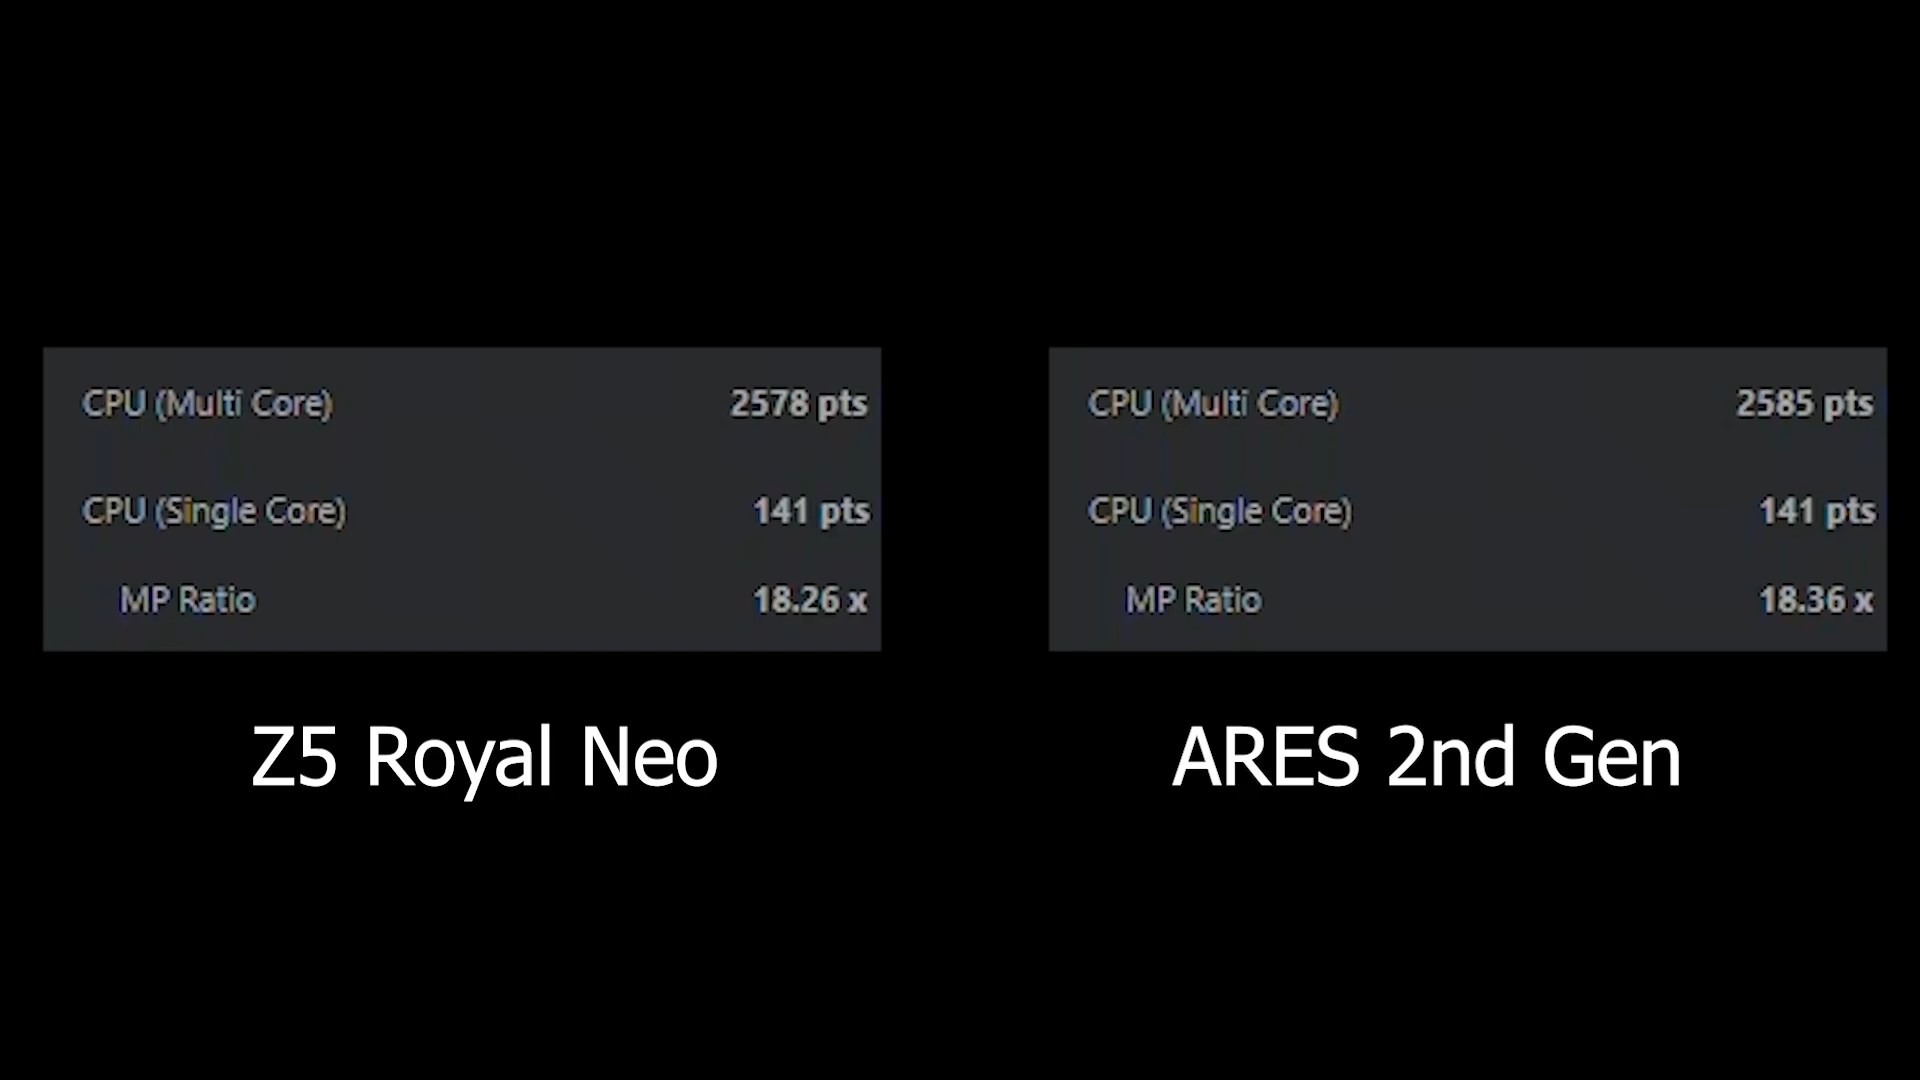 CPU (Multi Core) 2578 pts
CPU (Single Core) 141 pts
MP Ratio 18.26 x
Z5 Royal Neo
CPU (Multi Core) 2585 pts
CPU (Single Core) 141 pts
MP Ratio 18.36 x
ARES 2nd Gen